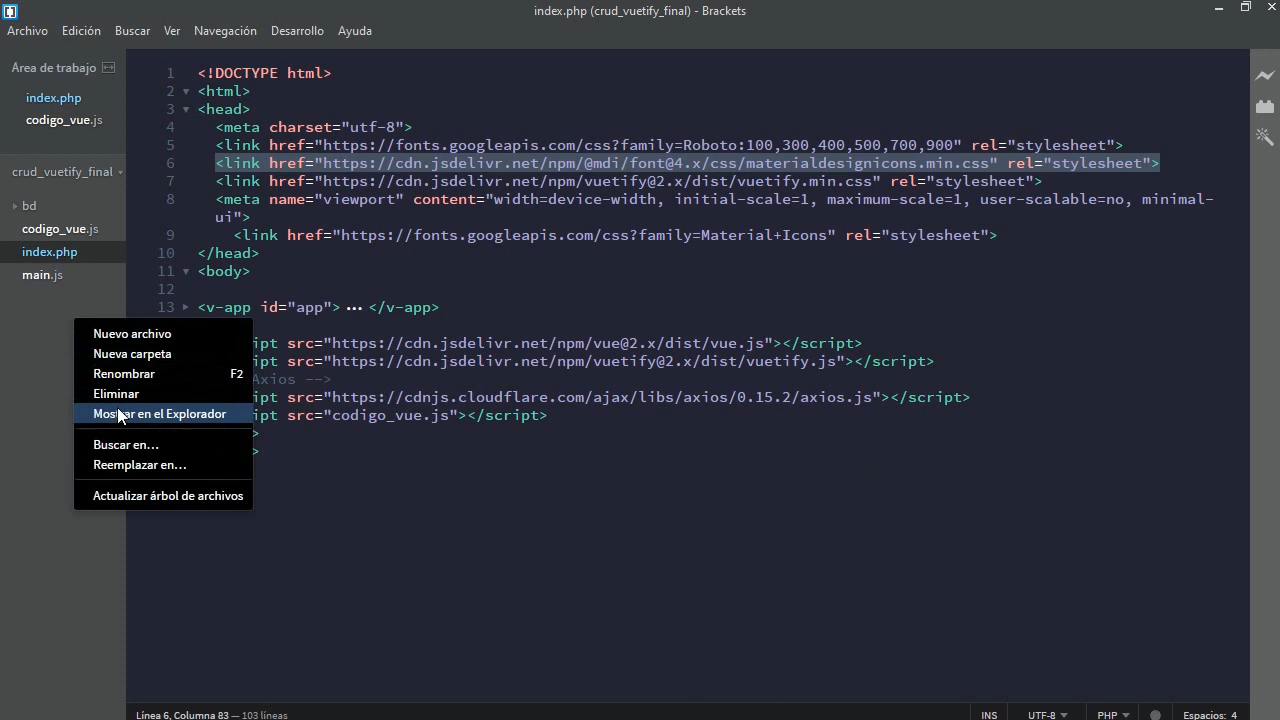 index.php (crud_vuetify_final) - Brackets
Archivo Edición Buscar Ver Navegación Desarrollo Ayuda
Área de trabajo
index.php
codigo_vue.js
crud_vuetify_final
bd
codigo_vue.js
index.php
main.js
1 <!DOCTYPE html>
2 <html>
3 <head>
4 <meta charset="utf-8">
5 <link href="https://fonts.googleapis.com/css?family=Roboto:100,300,400,500,700,900" rel="stylesheet">
6 <link href="https://cdn.jsdelivr.net/npm/@mdi/font@4.x/css/materialdesignicons.min.css" rel="stylesheet">
7 <link href="https://cdn.jsdelivr.net/npm/vuetify@2.x/dist/vuetify.min.css" rel="stylesheet">
8 <meta name="viewport" content="width=device-width, initial-scale=1, maximum-scale=1, user-scalable=no, minimal-
ui">
9 <link href="https://fonts.googleapis.com/css?family=Material+Icons" rel="stylesheet">
10 </head>
11 <body>
12
13 <v-app id="app"> ... </v-app>
ipt src="https://cdn.jsdelivr.net/npm/vue@2.x/dist/vue.js"></script>
ipt src="https://cdn.jsdelivr.net/npm/vuetify@2.x/dist/vuetify.js"></script>
Axios -->
ipt src="https://cdnjs.cloudflare.com/ajax/libs/axios/0.15.2/axios.js"></script>
ipt src="codigo_vue.js"></script>
>
>
Nuevo archivo
Nueva carpeta
Renombrar F2
Eliminar
Mostrar en el Explorador
Buscar en...
Reemplazar en...
Actualizar árbol de archivos
Línea 6, Columna 83 — 103 líneas
INS UTF-8 PHP Espacios: 4